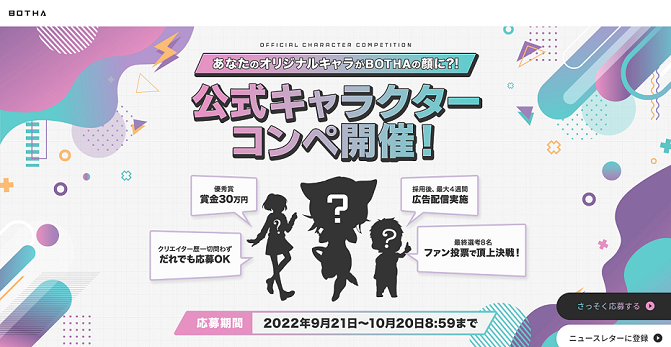 BOTHA
OFFICIAL CHARACTER COMPETITION
あなたのオリジナルキャラがBOTHAの顔に?!
公式キャラクター
コンペ開催!
優秀賞
賞金30万円
採用後、最大4週間
広告配信実施
クリエイター歴一切問わず
だれでも応募OK
最終選考8名
ファン投票で頂上決戦!
?
?
?
応募期間
2022年9月21日〜10月20日8:59まで
さっそく応募する
ニュースレターに登録